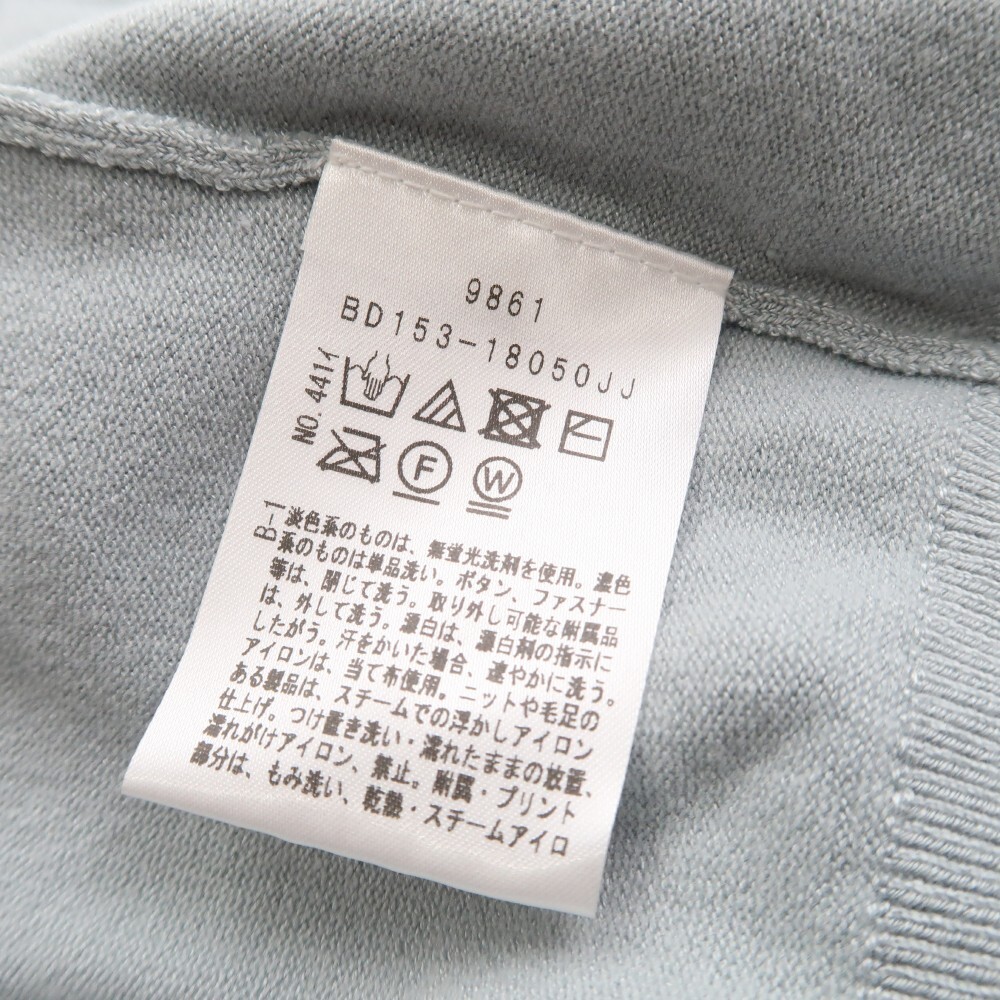 9861
BD153-18050JJ
NO.441イ
F
W
B-1
淡色系のものは、無蛍光洗剤を使用。濃色
系のものは単品洗い。ボタン、ファスナー
等は、閉じて洗う。取り外し可能な附属品
は、外して洗う。漂白は、漂白剤の指示に
したがう。汗をかいた場合、速やかに洗う。
アイロンは、当て布使用。ニットや毛足の
ある製品は、スチームでの浮かしアイロン
仕上げ。つけ置き洗い・濡れたままの放置、
濡れがけアイロン、禁止。附属・プリント
部分は、もみ洗い、乾熱・スチームアイロ